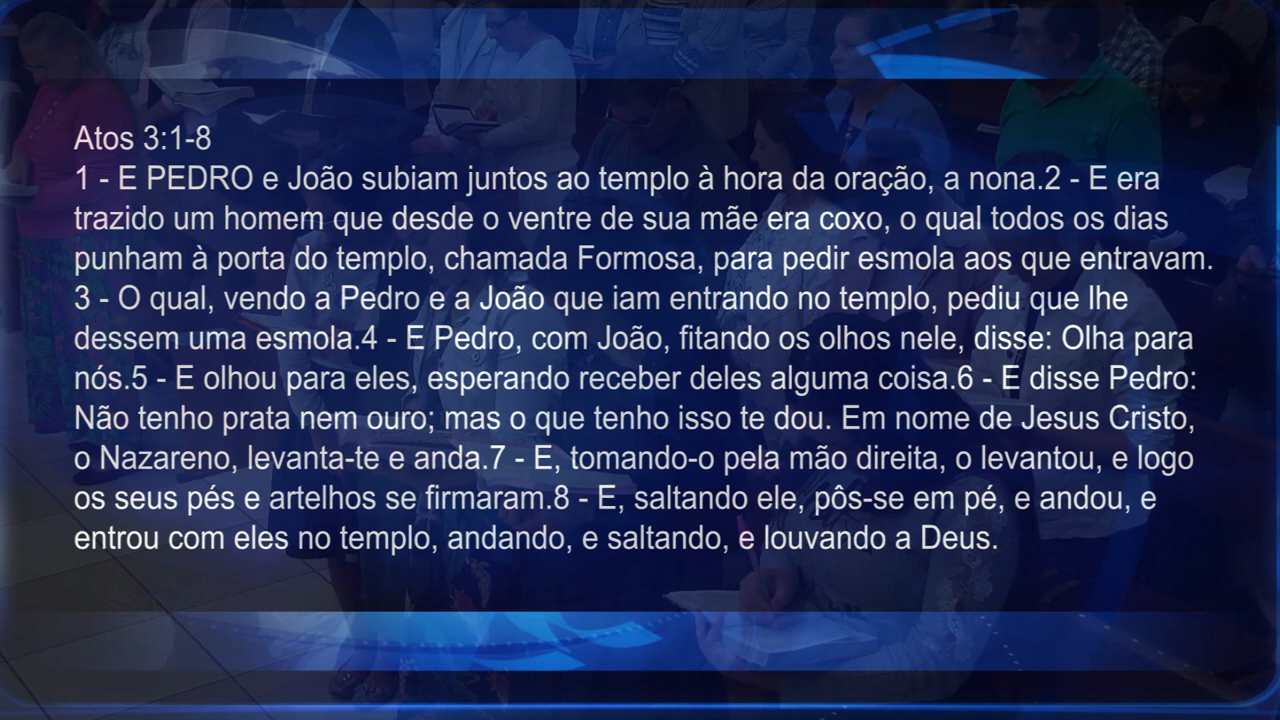 Atos 3:1-8
1 - E PEDRO e João subiam juntos ao templo à hora da oração, a nona.2 - E era
trazido um homem que desde o ventre de sua mãe era coxo, o qual todos os dias
punham à porta do templo, chamada Formosa, para pedir esmola aos que entravam.
3 - O qual, vendo a Pedro e a João que iam entrando no templo, pediu que lhe
dessem uma esmola.4 - E Pedro, com João, fitando os olhos nele, disse: Olha para
nós.5 - E olhou para eles, esperando receber deles alguma coisa.6 - E disse Pedro:
Não tenho prata nem ouro; mas o que tenho isso te dou. Em nome de Jesus Cristo,
o Nazareno, levanta-te e anda.7 - E, tomando-o pela mão direita, o levantou, e logo
os seus pés e artelhos se firmaram.8 - E, saltando ele, pôs-se em pé, e andou, e
entrou com eles no templo, andando, e saltando, e louvando a Deus.